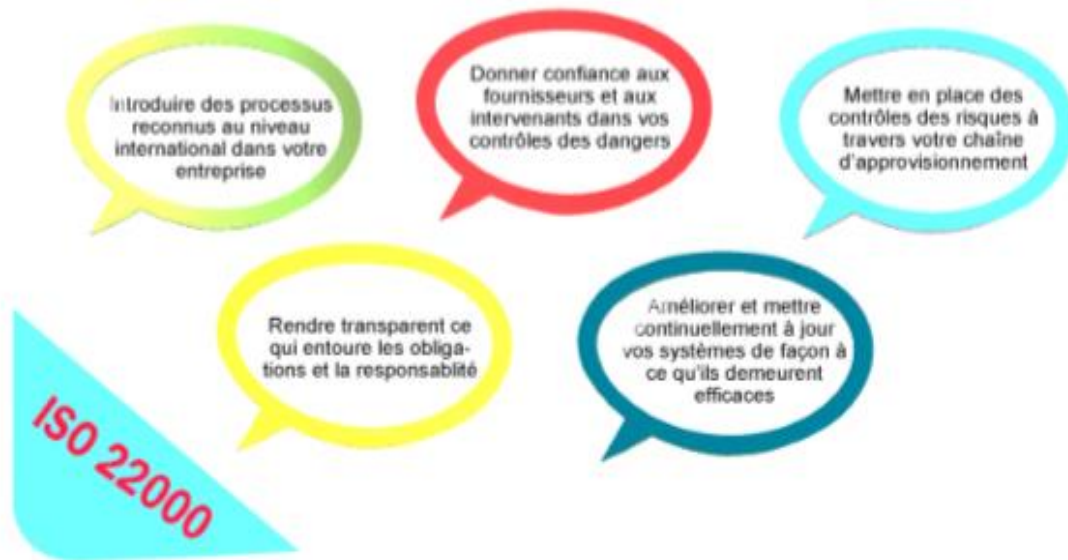 Introduire des processus
reconnus au niveau
international dans votre
entreprise
Donner confiance aux
fournisseurs et aux
intervenants dans vos
contrôles des dangers
Mettre en place des
contrôles des risques à
travers votre chaîne
d'approvisionnement
Rendre transparent ce
qui entoure les obliga-
tions et la responsablité
Améliorer et mettre
continuellement à jour
vos systèmes de façon à
ce qu'ils demeurent
efficaces
ISO 22000